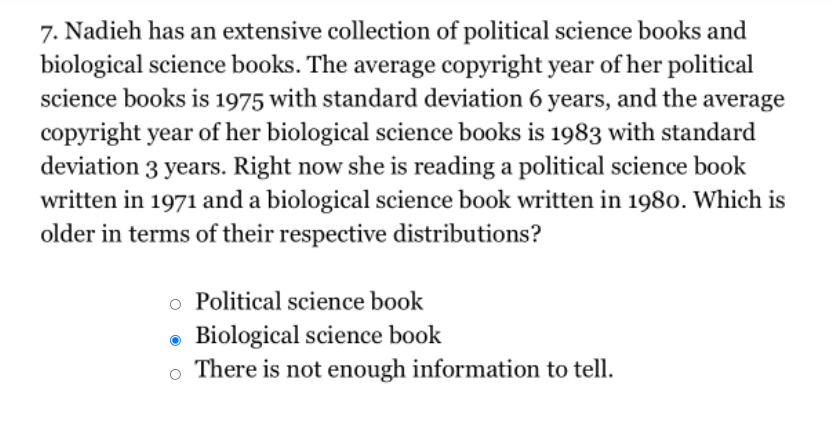 7. Nadieh has an extensive collection of political science books and
biological science books. The average copyright year of her political
science books is 1975 with standard deviation 6 years, and the average
copyright year of her biological science books is 1983 with standard
deviation 3 years. Right now she is reading a political science book
written in 1971 and a biological science book written in 1980. Which is
older in terms of their respective distributions?
Political science book
Biological science book
There is not enough information to tell.